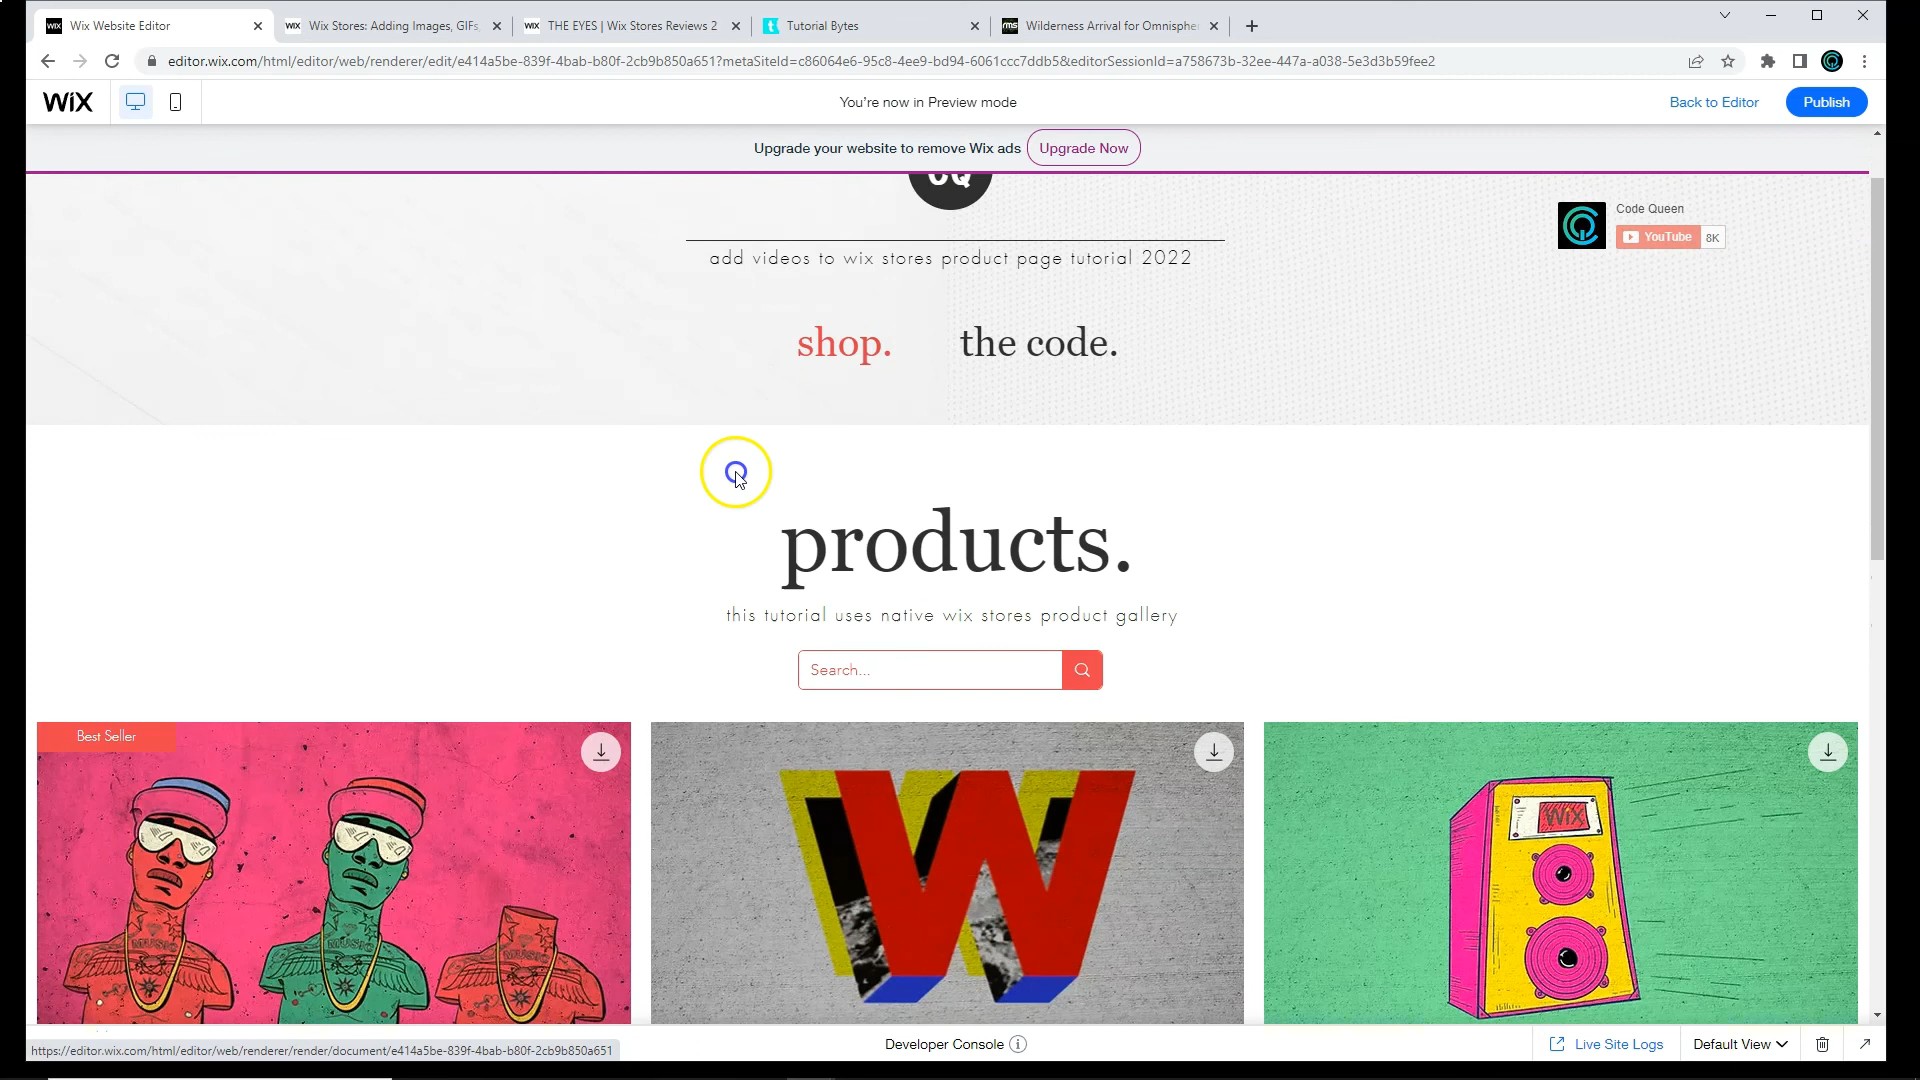 Wix Website Editor
Wix Stores: Adding Images, GIFs,
THE EYES | Wix Stores Reviews 2
Tutorial Bytes
Wilderness Arrival for Omnisphe
editor.wix.com/html/editor/web/renderer/edit/e414a5be-839f-4bab-b80f-2cb9b850a651?metaSiteId=c86064e6-95c8-4ee9-bd94-6061ccc7ddb5&editorSessionId=a758673b-32ee-447a-a038-5e3d3b59fee2
WiX
You're now in Preview mode
Back to Editor
Publish
Upgrade your website to remove Wix ads
Upgrade Now
CQ
Code Queen
YouTube 8K
add videos to wix stores product page tutorial 2022
shop.
the code.
products.
this tutorial uses native wix stores product gallery
Search...
Best Seller
W
WiX
MUSIC
MUSIC
MUSIC
https://editor.wix.com/html/editor/web/renderer/render/document/e414a5be-839f-4bab-b80f-2cb9b850a651
Developer Console
Live Site Logs
Default View